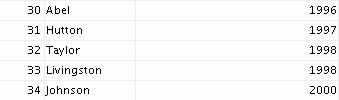 30 Abel 1996
31 Hutton 1997
32 Taylor 1998
33 Livingston 1998
34 Johnson 2000